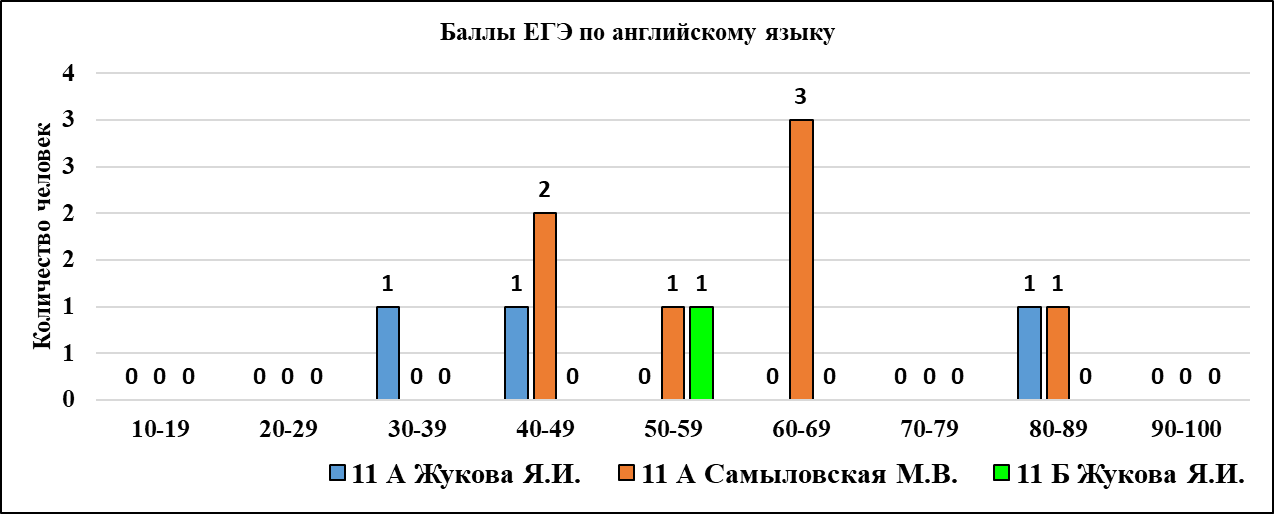 Баллы ЕГЭ по английскому языку
Количество человек
4
3
3
2
2
1
1
0
0 0 0
0 0 0
1 0 0
1 2 0
0 1 1
0 3 0
0 0 0
1 1 0
0 0 0
10-19 20-29 30-39 40-49 50-59 60-69 70-79 80-89 90-100
11 А Жукова Я.И. 11 А Самыловская М.В. 11 Б Жукова Я.И.